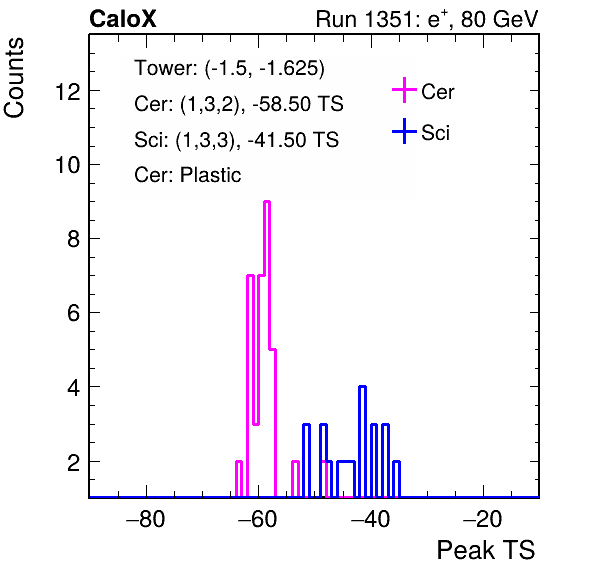 CaloX Run 1351: e+, 80 GeV
Counts
Tower: (-1.5, -1.625)
Cer: (1,3,2), -58.50 TS
Sci: (1,3,3), -41.50 TS
Cer: Plastic
Cer
Sci
12
10
8
6
4
2
−80 −60 −40 −20
Peak TS